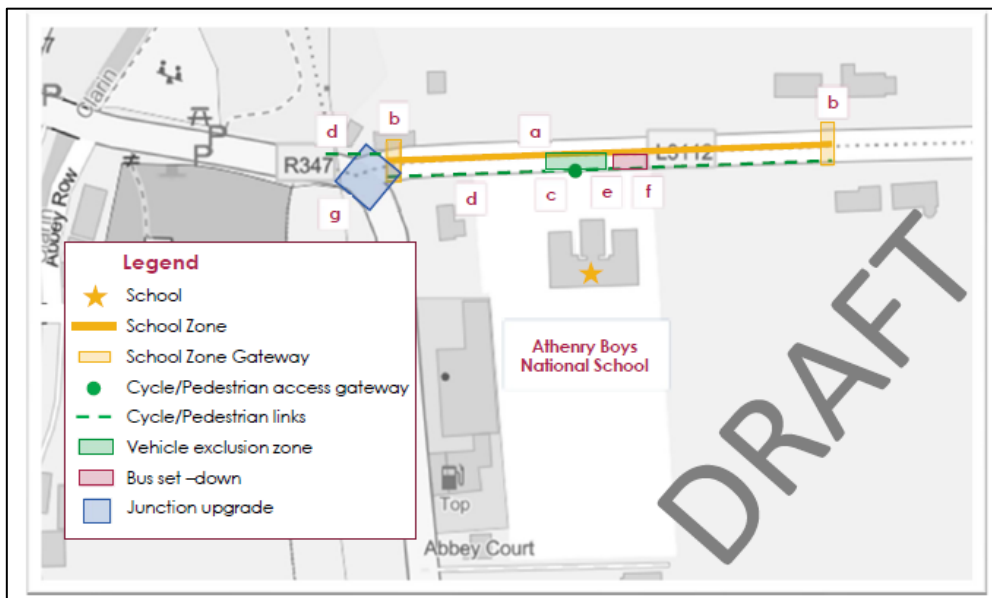 Clarin
P
P
P
R347
L3112
d
b
a
b
d
c
e
f
g
Abbey Row
Legend
School
School Zone
School Zone Gateway
Cycle/Pedestrian access gateway
Cycle/Pedestrian links
Vehicle exclusion zone
Bus set –down
Junction upgrade
Athenry Boys
National School
Top
Abbey Court
DRAFT